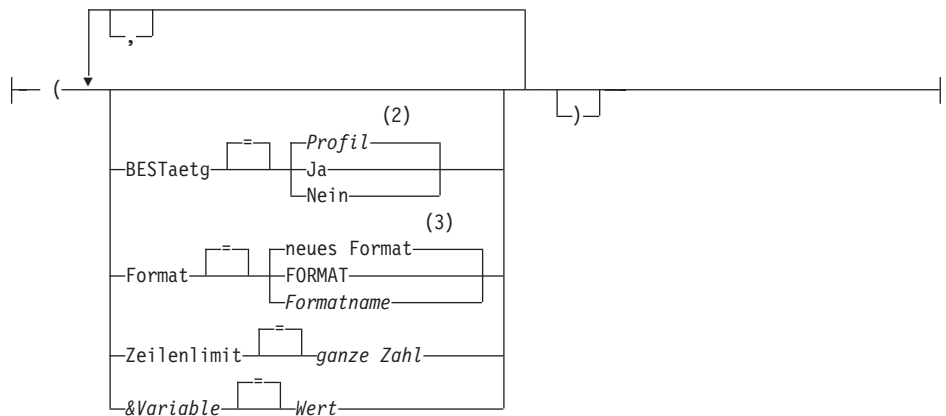 ,
( )
(2)
BESTaetg = Profil
Ja
Nein
(3)
Format = neues Format
FORMAT
Formatname
Zeilenlimit = ganze Zahl
&Variable = Wert